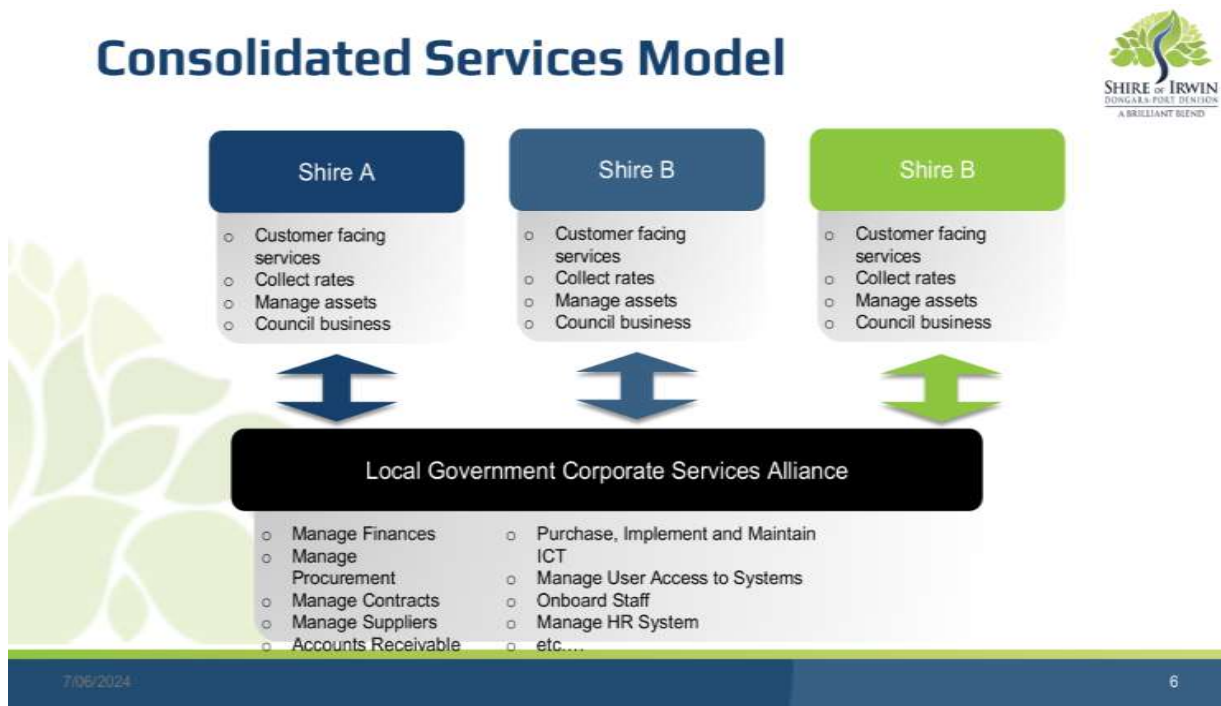 Consolidated Services Model
SHIRE OF IRWIN
DONGARA-PORT DENISON
A BRILLIANT BLEND
Shire A
o Customer facing
services
o Collect rates
o Manage assets
o Council business
Shire B
o Customer facing
services
o Collect rates
o Manage assets
o Council business
Shire B
o Customer facing
services
o Collect rates
o Manage assets
o Council business
Local Government Corporate Services Alliance
o Manage Finances
o Manage
Procurement
o Manage Contracts
o Manage Suppliers
o Accounts Receivable
o Purchase, Implement and Maintain
ICT
o Manage User Access to Systems
o Onboard Staff
o Manage HR System
o etc....
7/06/2024
6